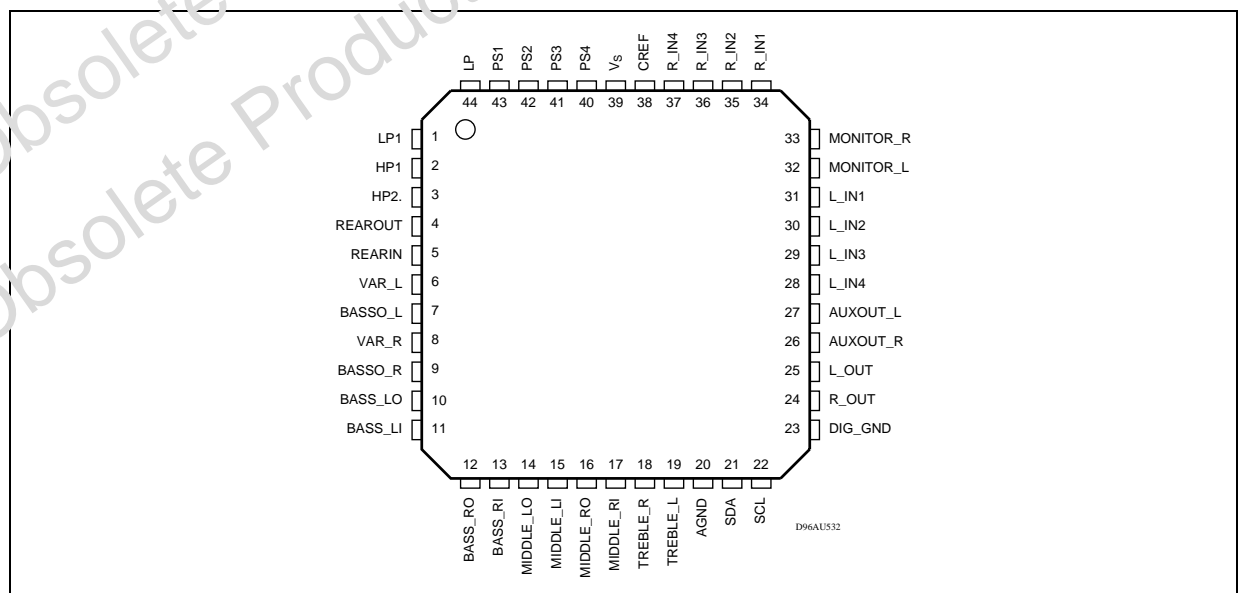 Obsolete Product
Obsolete
LP PS1 PS2 PS3 PS4 VS CREF R_IN4 R_IN3 R_IN2 R_IN1
44 43 42 41 40 39 38 37 36 35 34
LP1 1
HP1 2
HP2. 3
REAROUT 4
REARIN 5
VAR_L 6
BASSO_L 7
VAR_R 8
BASSO_R 9
BASS_LO 10
BASS_LI 11
33 MONITOR_R
32 MONITOR_L
31 L_IN1
30 L_IN2
29 L_IN3
28 L_IN4
27 AUXOUT_L
26 AUXOUT_R
25 L_OUT
24 R_OUT
23 DIG_GND
12 13 14 15 16 17 18 19 20 21 22
BASS_RO BASS_RI MIDDLE_LO MIDDLE_LI MIDDLE_RO MIDDLE_RI TREBLE_R TREBLE_L AGND SDA SCL
D96AU532